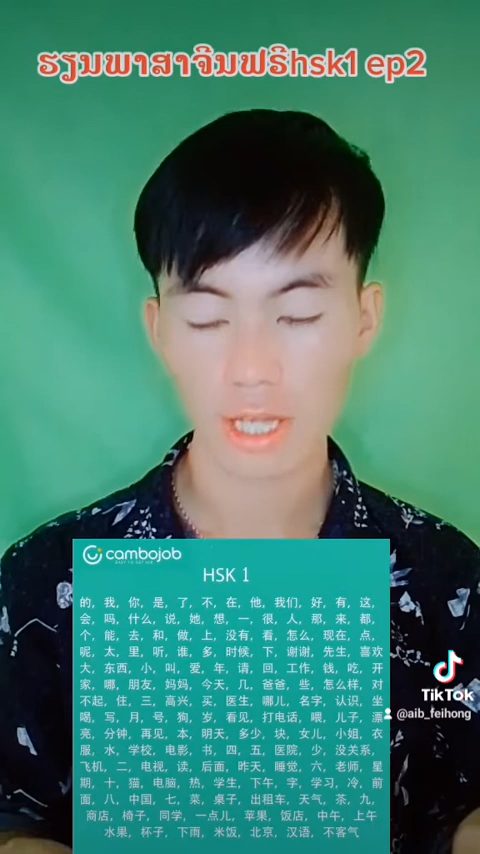 ຮຽນພາສາຈີນຟຣີhsk1 ep2
cambojob
HSK 1
的, 我, 你, 是, 了, 不, 在, 他, 我们, 好, 有, 这,
会, 吗, 什么, 说, 她, 想, 一, 很, 人, 那, 来, 都,
个, 能, 去, 和, 做, 上, 没有, 看, 怎么, 现在, 点,
呢, 太, 里, 听, 谁, 多, 时候, 下, 谢谢, 先生, 喜欢
大, 东西, 小, 叫, 爱, 年, 请, 回, 工作, 钱, 吃, 开
家, 哪, 朋友, 妈妈, 今天, 几, 爸爸, 些, 怎么样, 对
不起, 住, 三, 高兴, 买, 医生, 哪儿, 名字, 认识, 坐
喝, 写, 月, 号, 狗, 岁, 看见, 打电话, 喂, 儿子, 漂
亮, 分钟, 再见, 本, 明天, 多少, 块, 女儿, 小姐, 衣
服, 水, 学校, 电影, 书, 四, 五, 医院, 少, 没关系,
飞机, 二, 电视, 读, 后面, 昨天, 睡觉, 六, 老师, 星
期, 十, 猫, 电脑, 热, 学生, 下午, 字, 学习, 冷, 前
面, 八, 中国, 七, 菜, 桌子, 出租车, 天气, 茶, 九,
商店, 椅子, 同学, 一点儿, 苹果, 饭店, 中午, 上午
水果, 杯子, 下雨, 米饭, 北京, 汉语, 不客气
TikTok
@aib_feihong